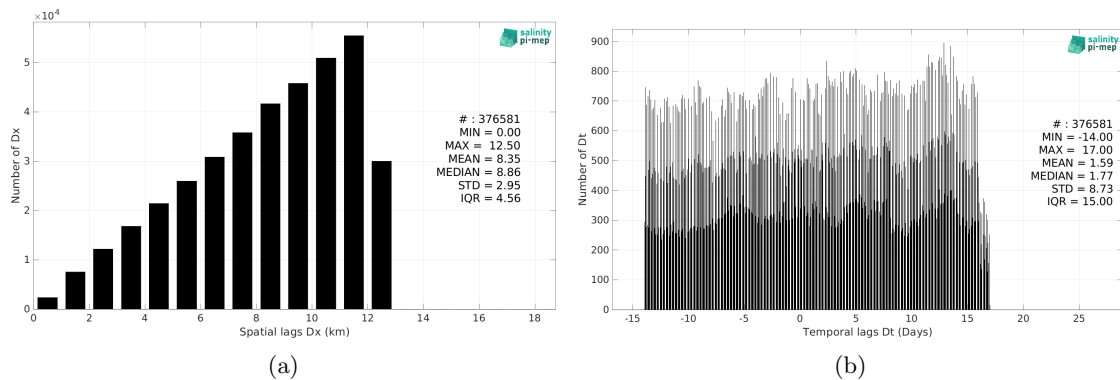 ×10⁴
5
4
3
2
1
0
Number of Dx
0 2 4 6 8 10 12 14 16 18
Spatial lags Dx (km)
salinity
pi-mep
# : 376581
MIN = 0.00
MAX = 12.50
MEAN = 8.35
MEDIAN = 8.86
STD = 2.95
IQR = 4.56
(a)
900
800
700
600
500
400
300
200
100
0
Number of Dt
-15 -10 -5 0 5 10 15 20 25
Temporal lags Dt (Days)
salinity
pi-mep
# : 376581
MIN = -14.00
MAX = 17.00
MEAN = 1.59
MEDIAN = 1.77
STD = 8.73
IQR = 15.00
(b)